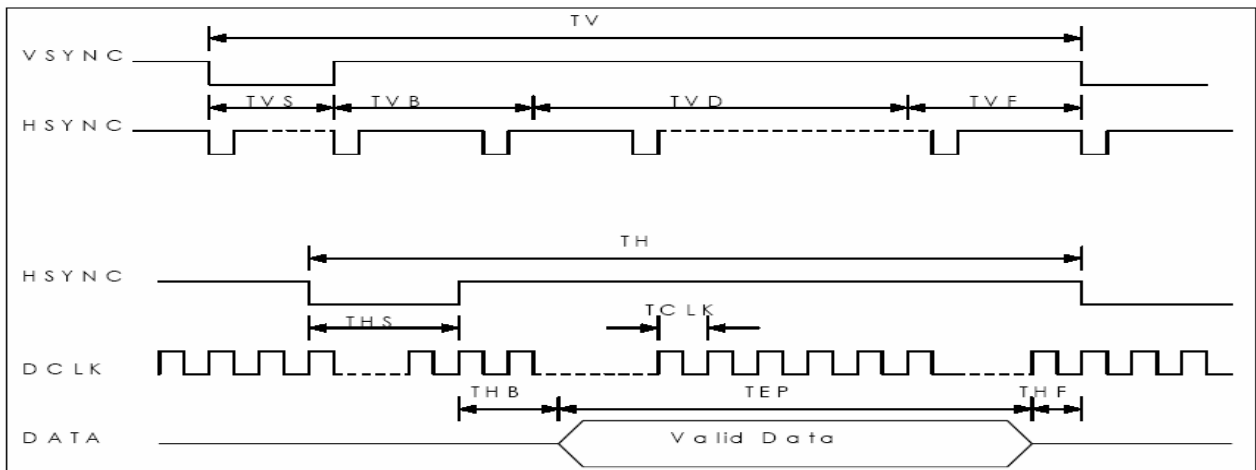 TV
VSYNC
TVS TVB TVD TVF
HSYNC
TH
HSYNC
THS TCLK
DCLK
THB TEP THF
DATA Valid Data